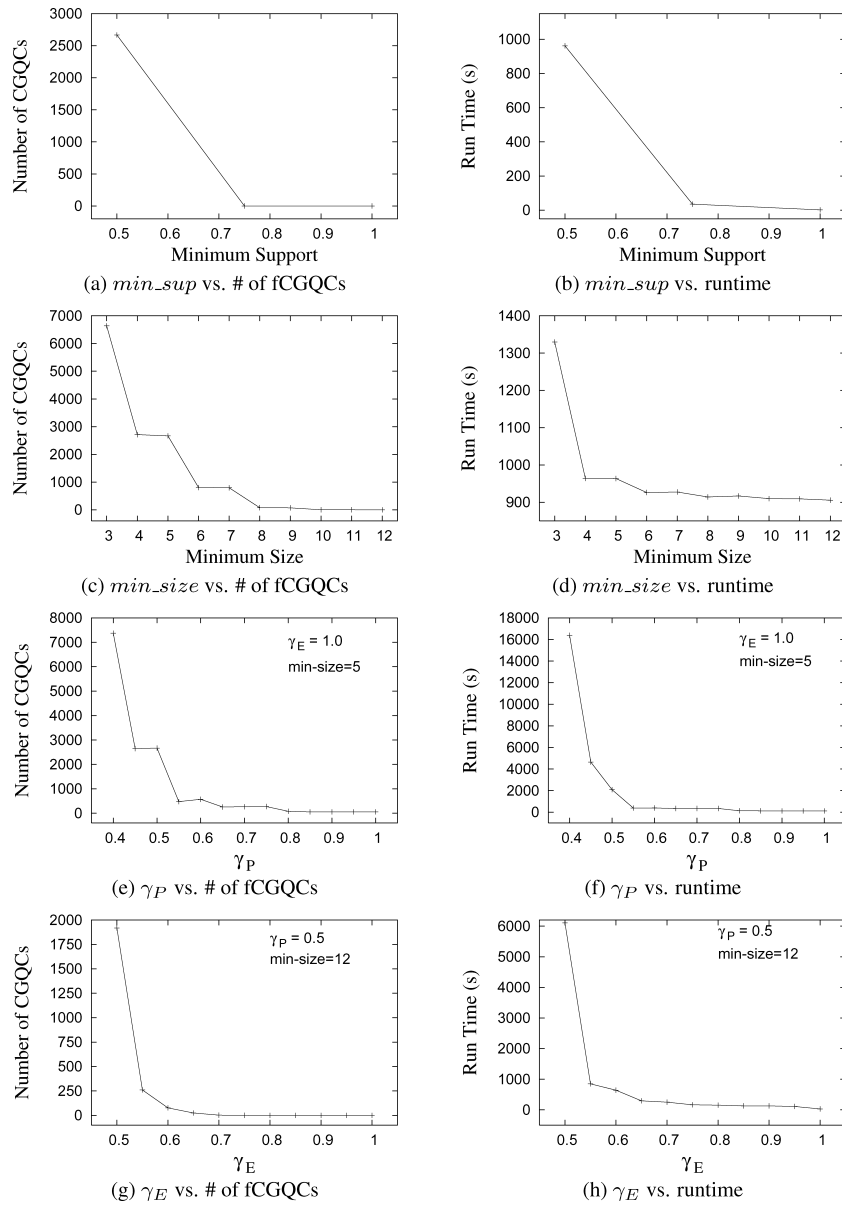 3000
2500
2000
1500
1000
500
0
Number of CGQCs
0.5 0.6 0.7 0.8 0.9 1
Minimum Support
(a) min_sup vs. # of fCGQCs
1000
800
600
400
200
0
Run Time (s)
0.5 0.6 0.7 0.8 0.9 1
Minimum Support
(b) min_sup vs. runtime
7000
6000
5000
4000
3000
2000
1000
0
Number of CGQCs
3 4 5 6 7 8 9 10 11 12
Minimum Size
(c) min_size vs. # of fCGQCs
1400
1300
1200
1100
1000
900
Run Time (s)
3 4 5 6 7 8 9 10 11 12
Minimum Size
(d) min_size vs. runtime
8000
7000
6000
5000
4000
3000
2000
1000
0
Number of CGQCs
γE = 1.0
min-size=5
0.4 0.5 0.6 0.7 0.8 0.9 1
γP
(e) γP vs. # of fCGQCs
18000
16000
14000
12000
10000
8000
6000
4000
2000
0
Run Time (s)
γE = 1.0
min-size=5
0.4 0.5 0.6 0.7 0.8 0.9 1
γP
(f) γP vs. runtime
2000
1750
1500
1250
1000
750
500
250
0
Number of CGQCs
γP = 0.5
min-size=12
0.5 0.6 0.7 0.8 0.9 1
γE
(g) γE vs. # of fCGQCs
6000
5000
4000
3000
2000
1000
0
Run Time (s)
γP = 0.5
min-size=12
0.5 0.6 0.7 0.8 0.9 1
γE
(h) γE vs. runtime